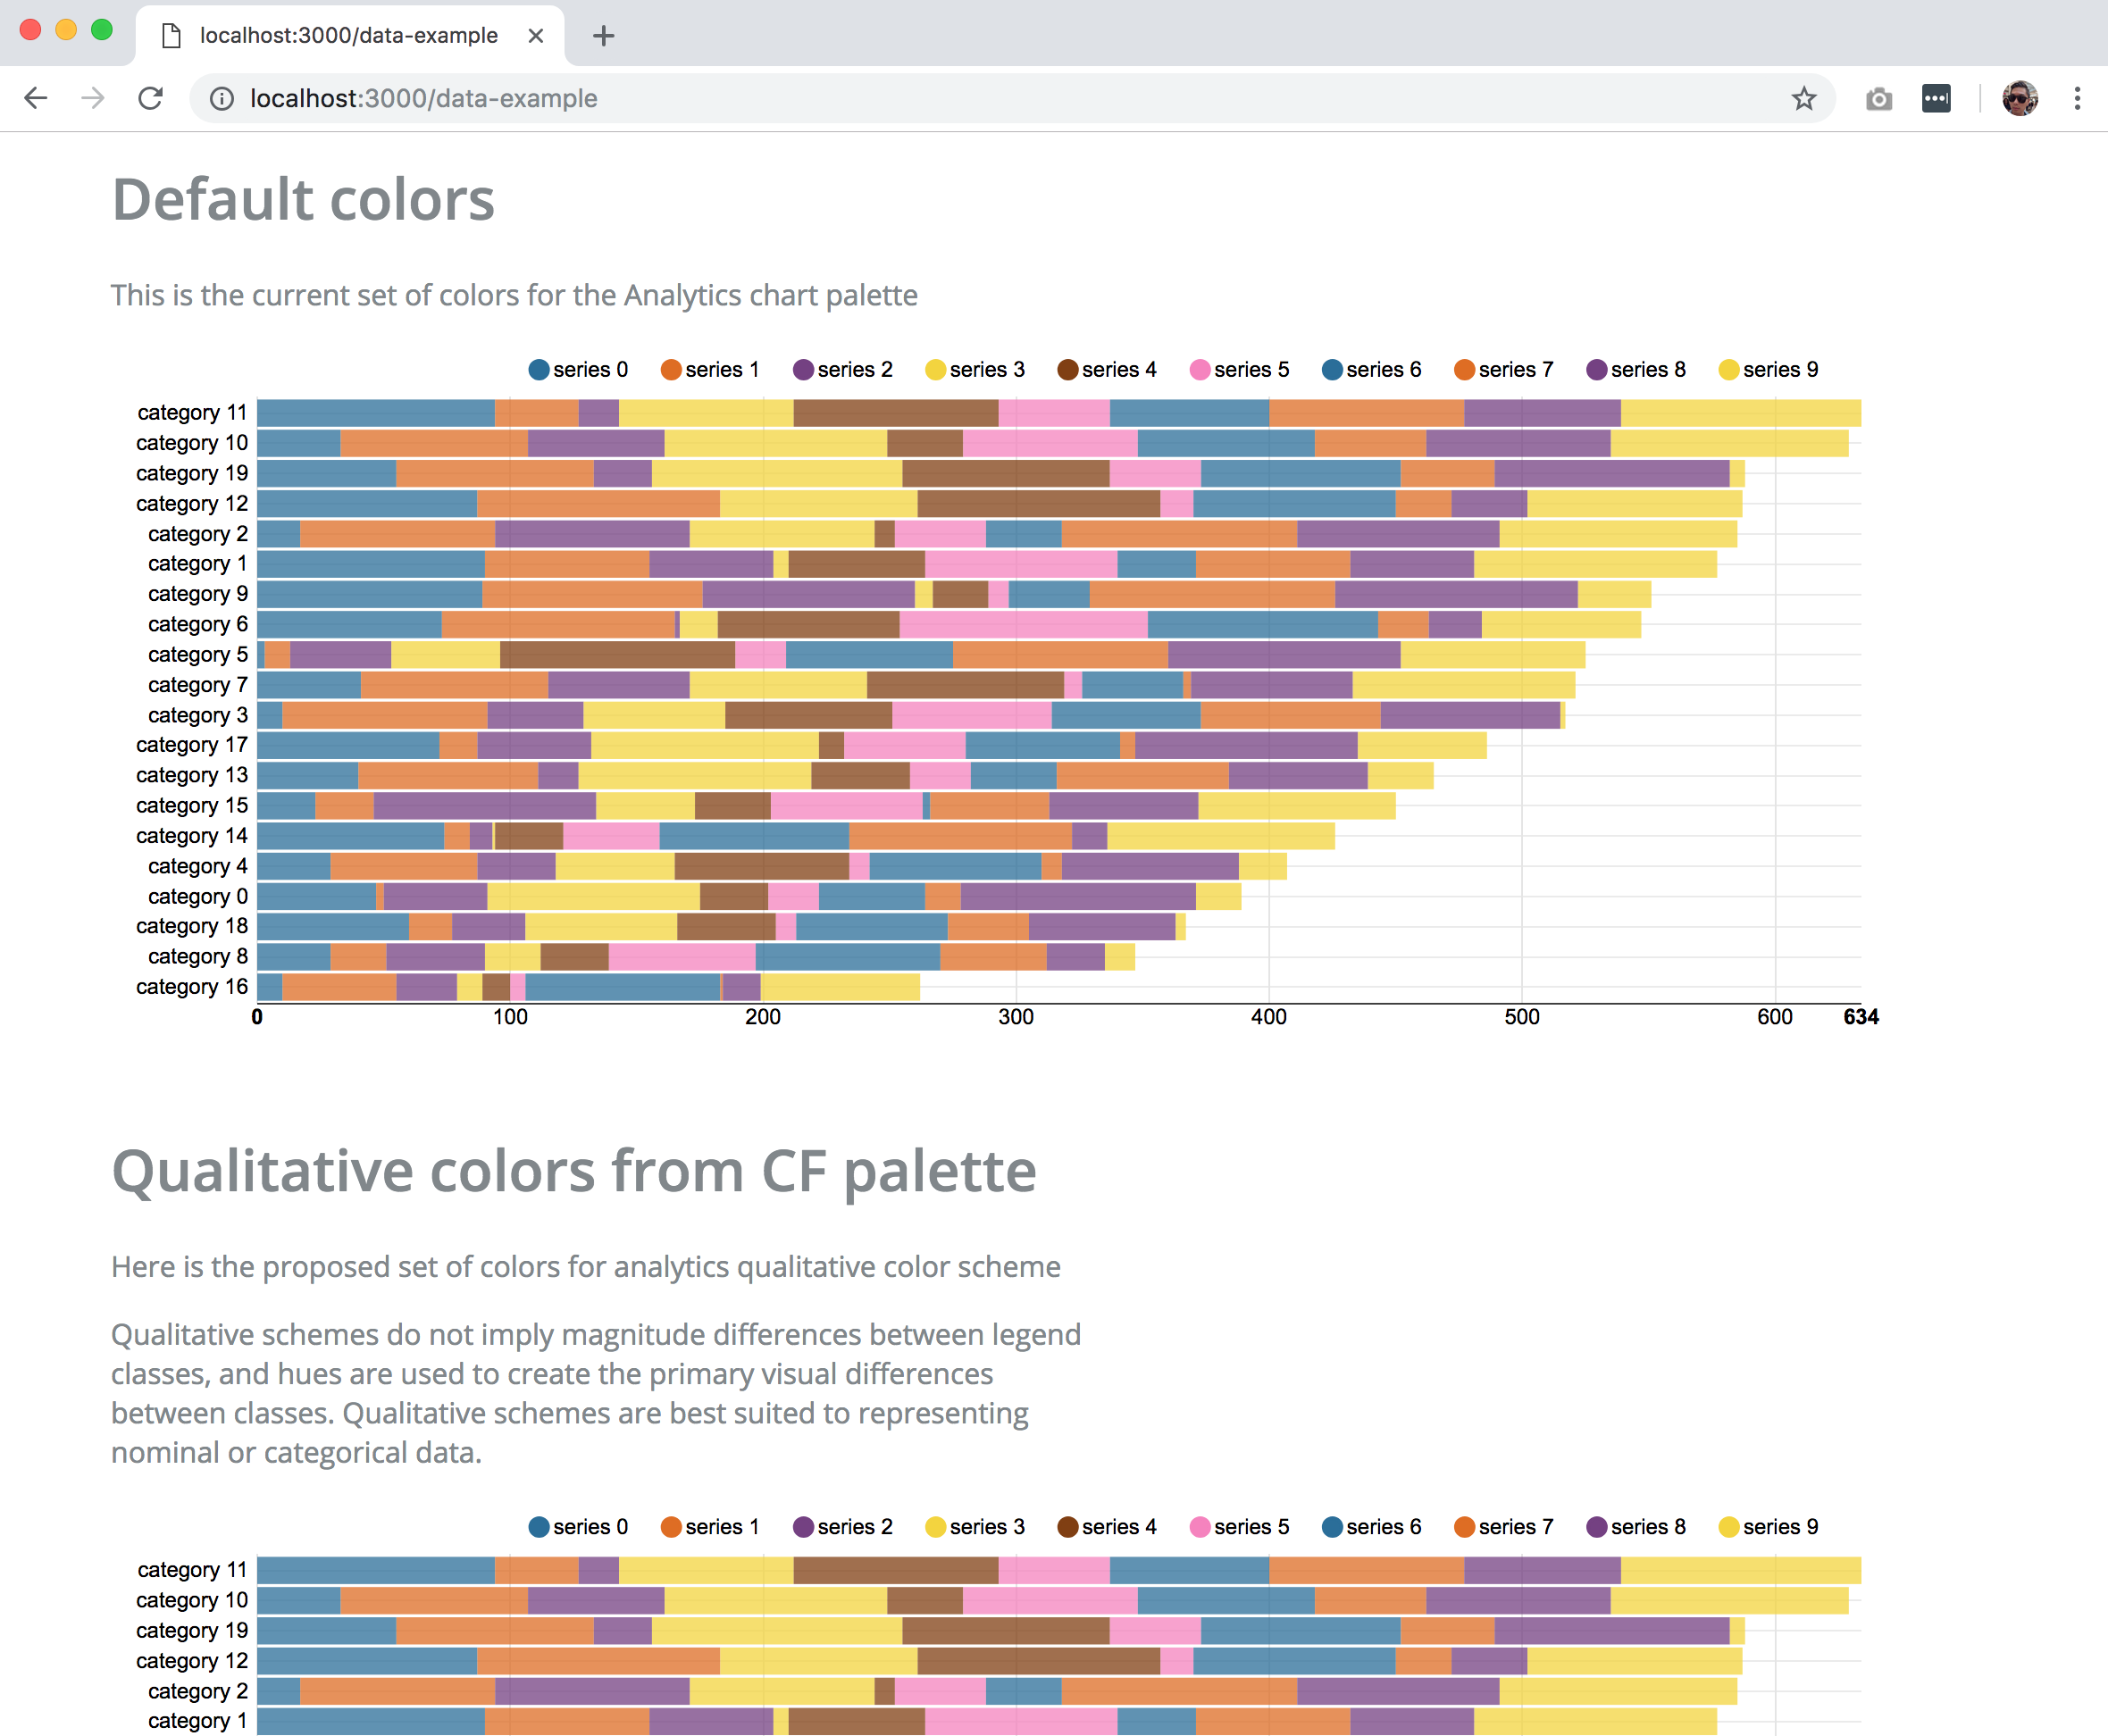 localhost:3000/data-example
localhost:3000/data-example
Default colors
This is the current set of colors for the Analytics chart palette
series 0 series 1 series 2 series 3 series 4 series 5 series 6 series 7 series 8 series 9
category 11
category 10
category 19
category 12
category 2
category 1
category 9
category 6
category 5
category 7
category 3
category 17
category 13
category 15
category 14
category 4
category 0
category 18
category 8
category 16
0 100 200 300 400 500 600 634
Qualitative colors from CF palette
Here is the proposed set of colors for analytics qualitative color scheme
Qualitative schemes do not imply magnitude differences between legend
classes, and hues are used to create the primary visual differences
between classes. Qualitative schemes are best suited to representing
nominal or categorical data.
series 0 series 1 series 2 series 3 series 4 series 5 series 6 series 7 series 8 series 9
category 11
category 10
category 19
category 12
category 2
category 1